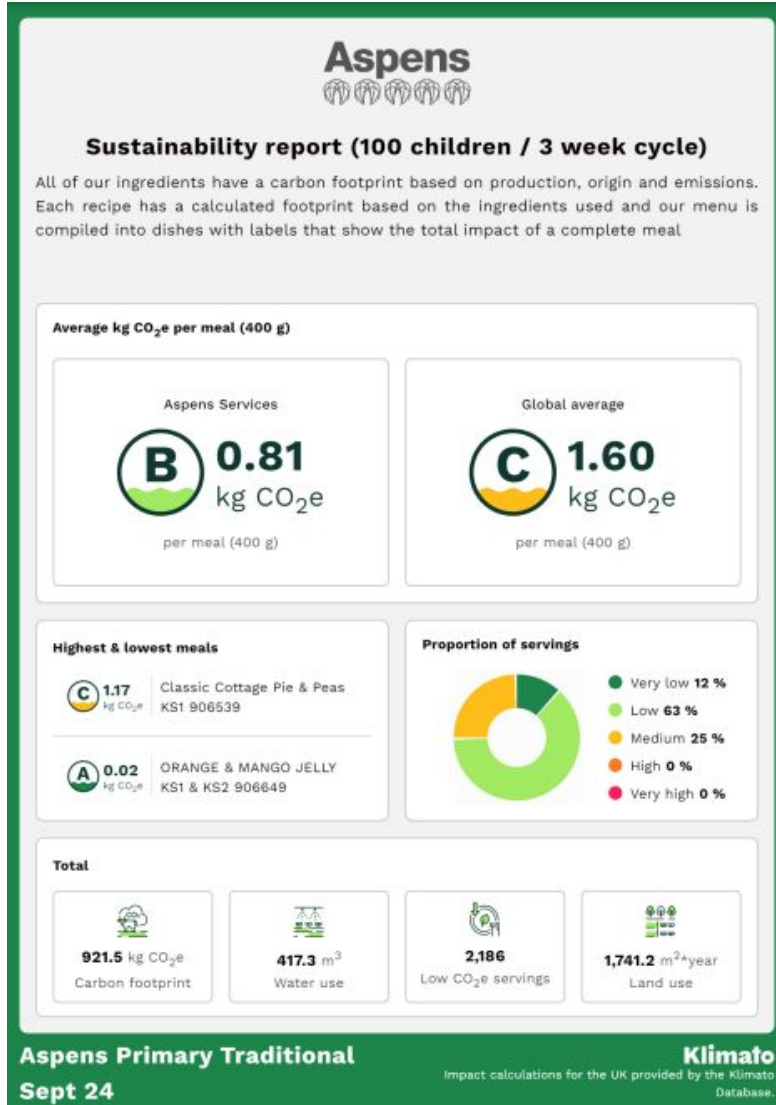 Aspens
Sustainability report (100 children / 3 week cycle)
All of our ingredients have a carbon footprint based on production, origin and emissions.
Each recipe has a calculated footprint based on the ingredients used and our menu is
compiled into dishes with labels that show the total impact of a complete meal
Average kg CO₂e per meal (400 g)
Aspens Services
B 0.81
kg CO₂e
per meal (400 g)
Global average
C 1.60
kg CO₂e
per meal (400 g)
Highest & lowest meals
C 1.17
kg CO₂e
Classic Cottage Pie & Peas
KS1 906539
A 0.02
kg CO₂e
ORANGE & MANGO JELLY
KS1 & KS2 906649
Proportion of servings
Very low 12 %
Low 63 %
Medium 25 %
High 0 %
Very high 0 %
Total
921.5 kg CO₂e
Carbon footprint
417.3 m³
Water use
2,186
Low CO₂e servings
1,741.2 m²*year
Land use
Aspens Primary Traditional
Sept 24
Klimato
Impact calculations for the UK provided by the Klimato
Database.